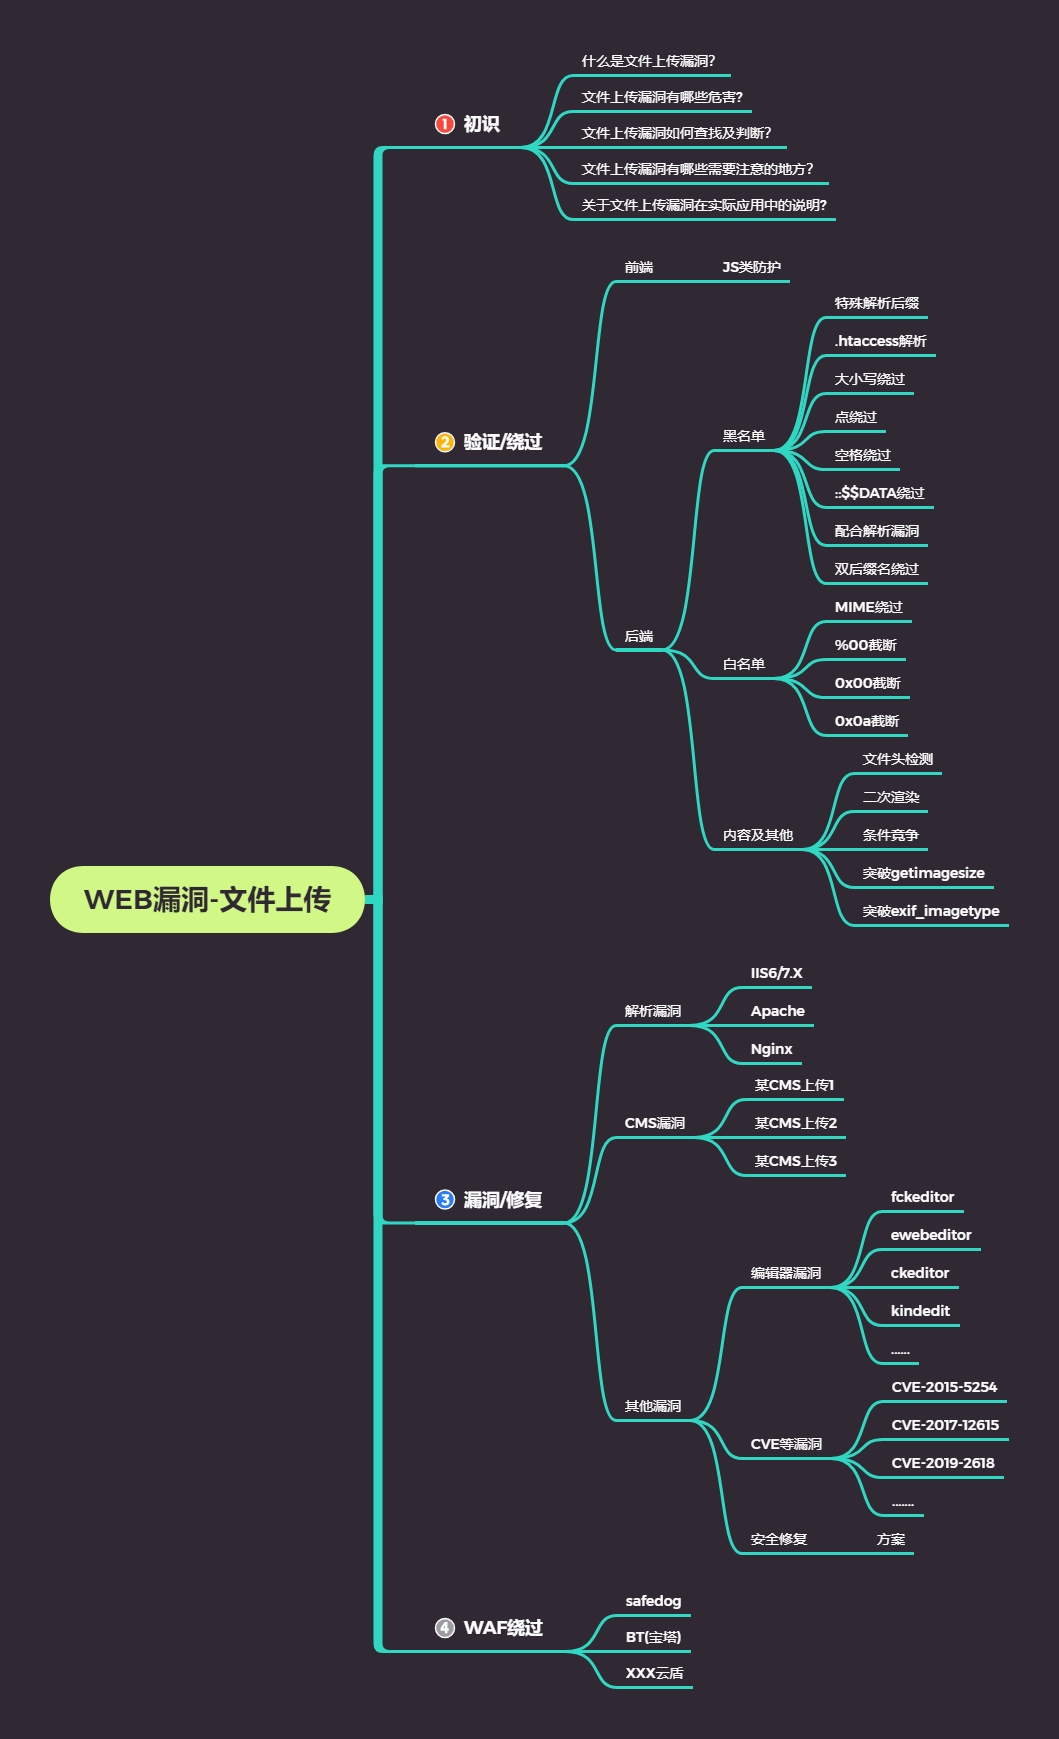 WEB漏洞-文件上传
1 初识
什么是文件上传漏洞?
文件上传漏洞有哪些危害?
文件上传漏洞如何查找及判断?
文件上传漏洞有哪些需要注意的地方?
关于文件上传漏洞在实际应用中的说明?
2 验证/绕过
前端
JS类防护
后端
黑名单
特殊解析后缀
.htaccess解析
大小写绕过
点绕过
空格绕过
::$$DATA绕过
配合解析漏洞
双后缀名绕过
白名单
MIME绕过
%00截断
0x00截断
0x0a截断
内容及其他
文件头检测
二次渲染
条件竞争
突破getimagesize
突破exif_imagetype
3 漏洞/修复
解析漏洞
IIS6/7.X
Apache
Nginx
CMS漏洞
某CMS上传1
某CMS上传2
某CMS上传3
其他漏洞
编辑器漏洞
fckeditor
ewebeditor
ckeditor
kindedit
......
CVE等漏洞
CVE-2015-5254
CVE-2017-12615
CVE-2019-2618
.......
安全修复
方案
4 WAF绕过
safedog
BT(宝塔)
XXX云盾